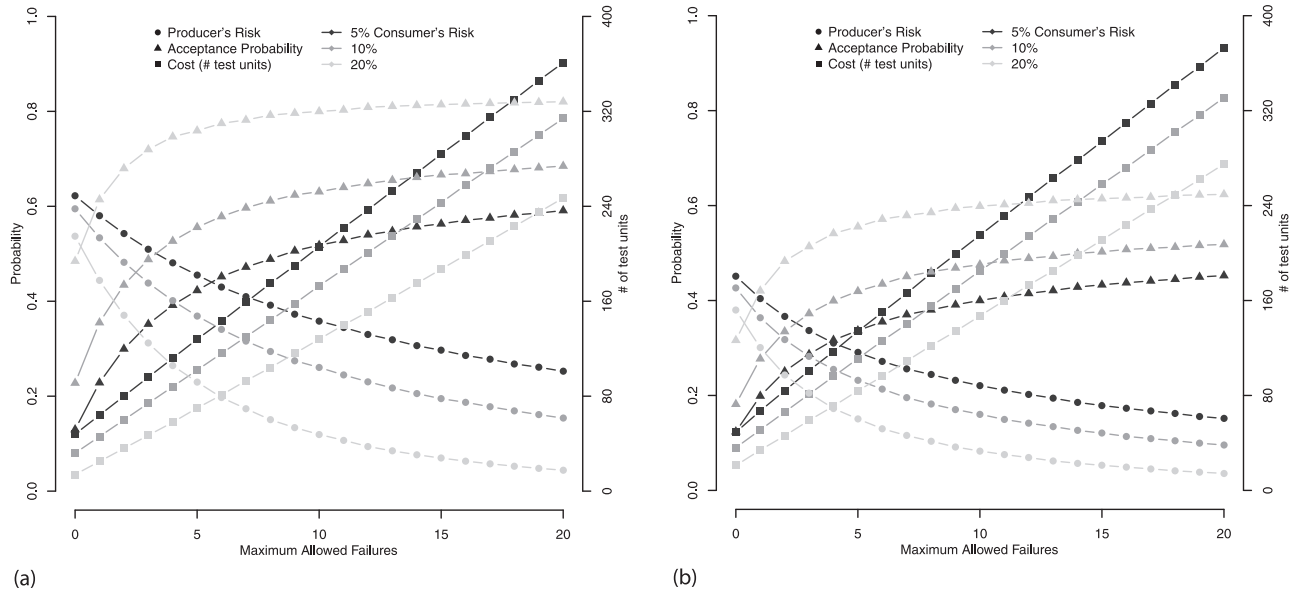 1.0
0.8
0.6
0.4
0.2
0.0
Probability
Producer's Risk
Acceptance Probability
Cost (# test units)
5% Consumer's Risk
10%
20%
400
320
240
160
80
0
# of test units
0 5 10 15 20
Maximum Allowed Failures
(a)
1.0
0.8
0.6
0.4
0.2
0.0
Probability
Producer's Risk
Acceptance Probability
Cost (# test units)
5% Consumer's Risk
10%
20%
400
320
240
160
80
0
# of test units
0 5 10 15 20
Maximum Allowed Failures
(b)